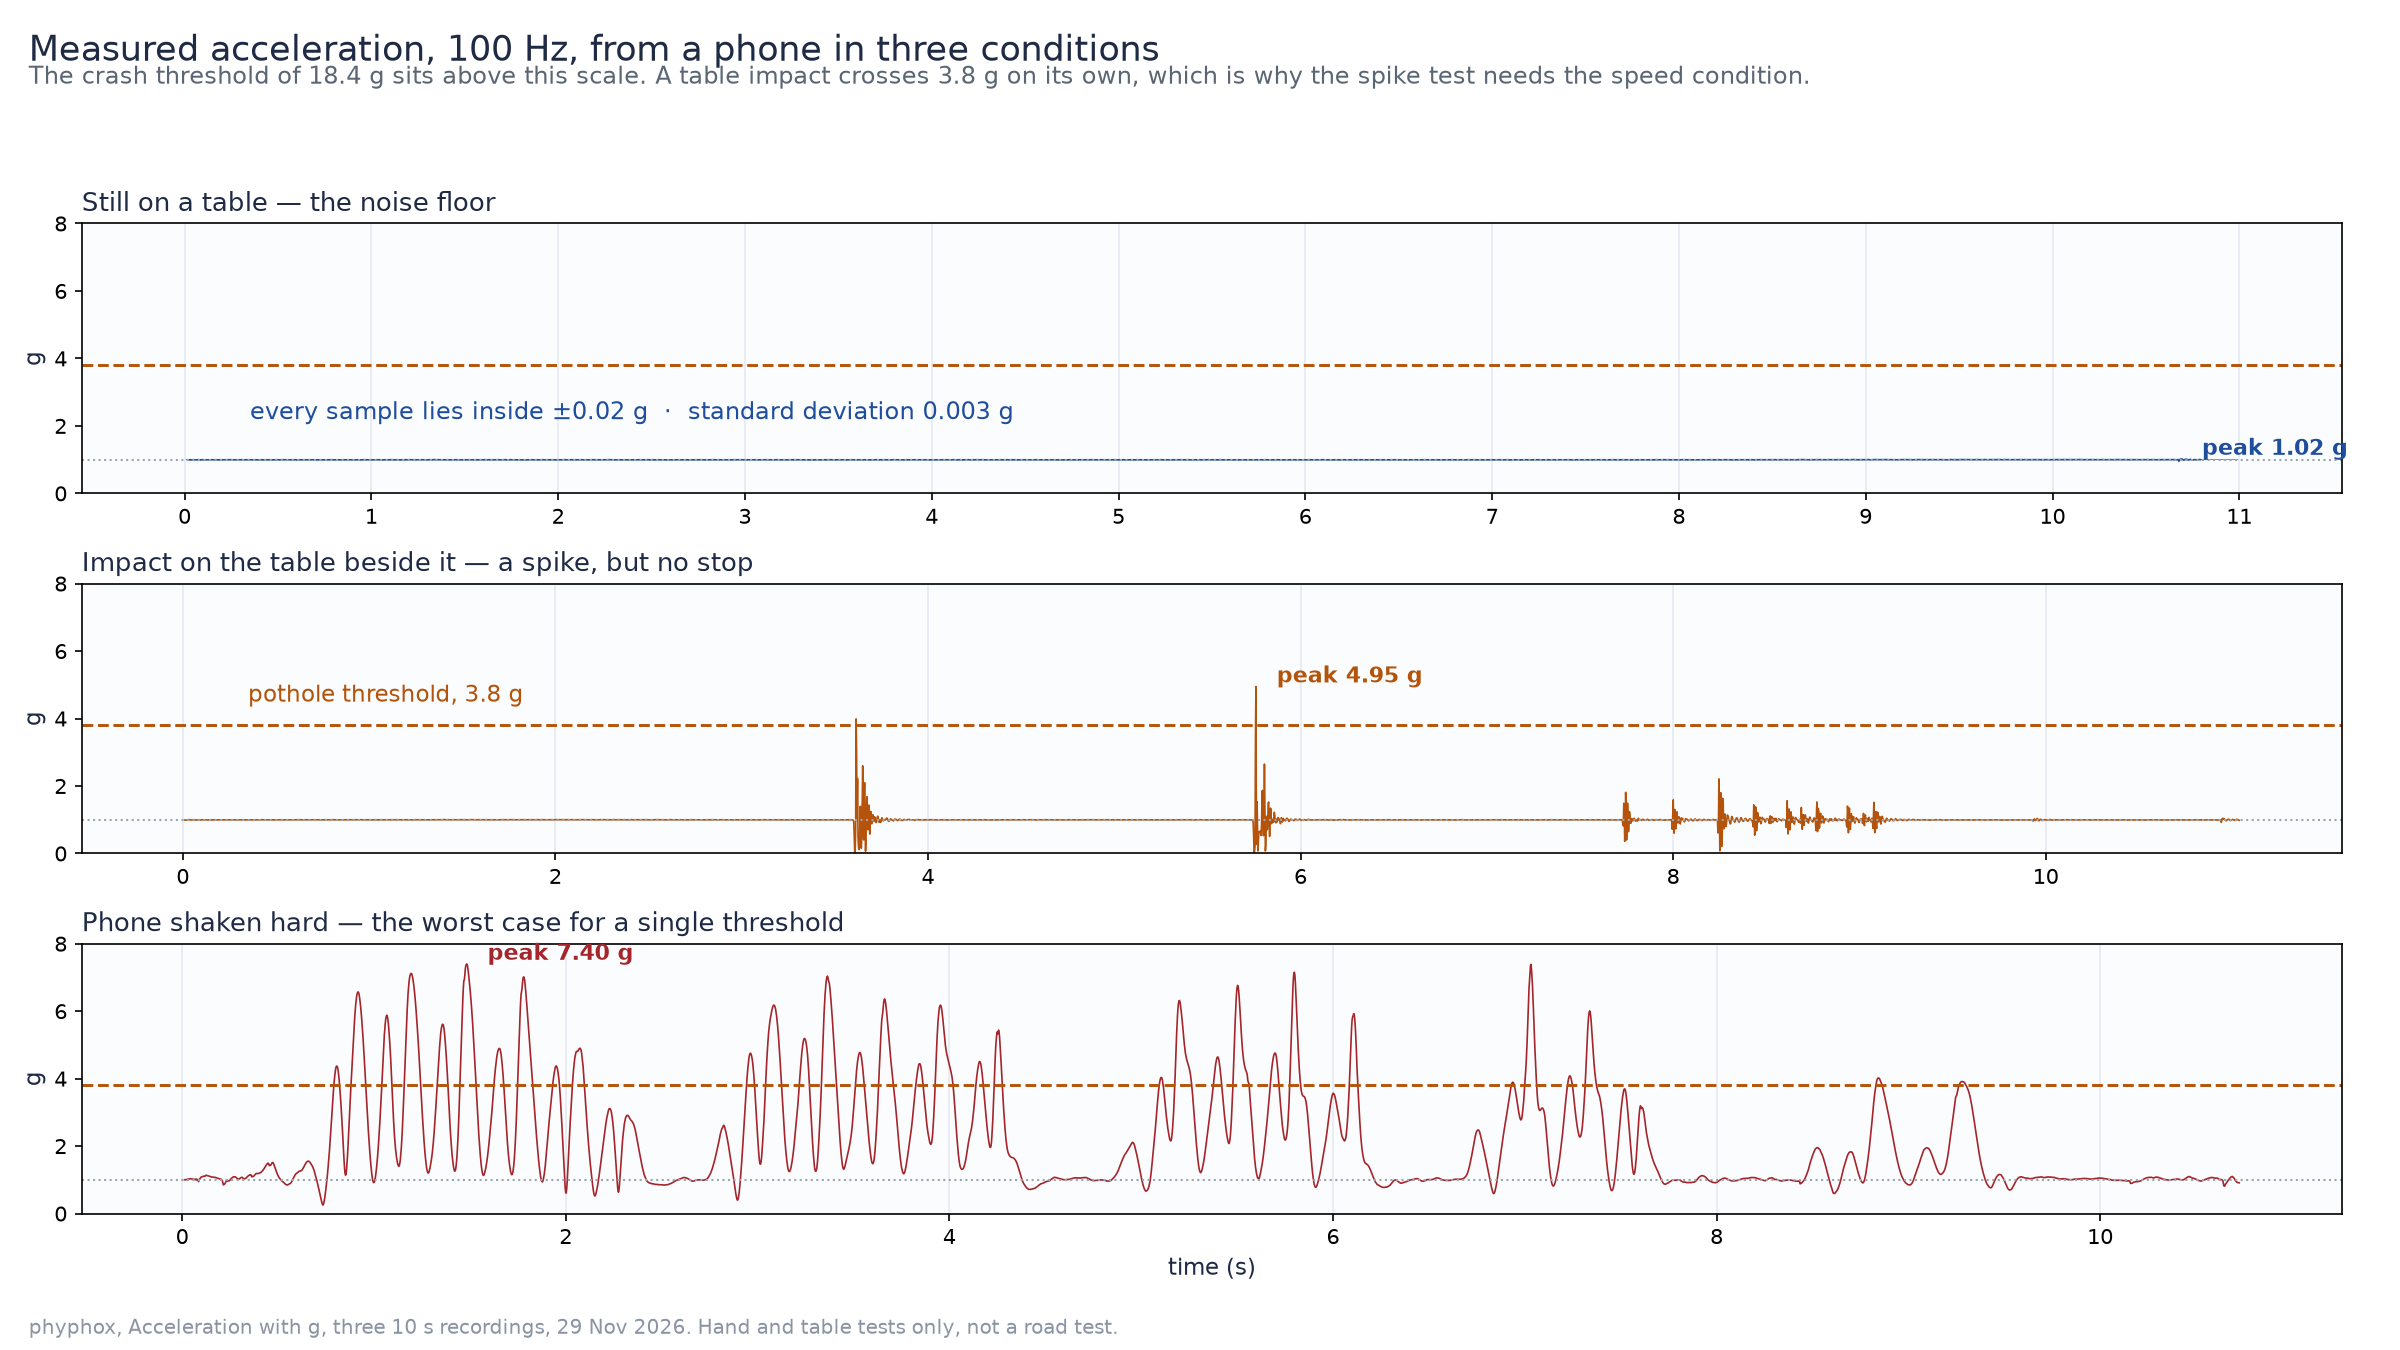 Measured acceleration, 100 Hz, from a phone in three conditions
The crash threshold of 18.4 g sits above this scale. A table impact crosses 3.8 g on its own, which is why the spike test needs the speed condition.
Still on a table — the noise floor
8
6
g
4
every sample lies inside ±0.02 g · standard deviation 0.003 g
2
peak 1.02 g
0
0 1 2 3 4 5 6 7 8 9 10 11
Impact on the table beside it — a spike, but no stop
8
6
peak 4.95 g
pothole threshold, 3.8 g
g
4
2
0
0 2 4 6 8 10
Phone shaken hard — the worst case for a single threshold
8
peak 7.40 g
6
g
4
2
0
0 2 4 6 8 10
time (s)
phyphox, Acceleration with g, three 10 s recordings, 29 Nov 2026. Hand and table tests only, not a road test.